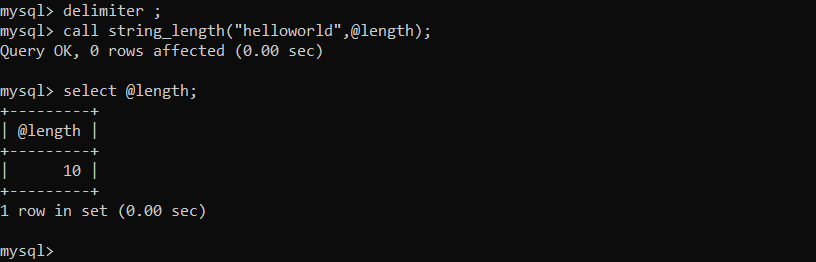 mysql> delimiter ;
mysql> call string_length("helloworld",@length);
Query OK, 0 rows affected (0.00 sec)
mysql> select @length;
+---------+
| @length |
+---------+
|      10 |
+---------+
1 row in set (0.00 sec)
mysql>